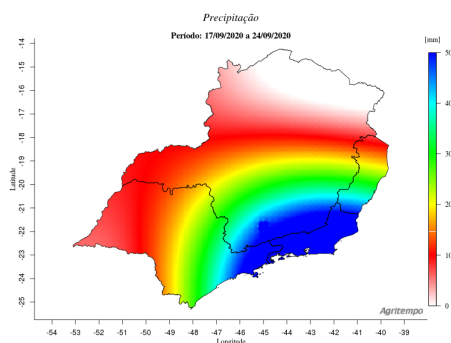 Precipitação
Período: 17/09/2020 a 24/09/2020
[mm]
-14
-15
-16
-17
-18
-19
-20
-21
-22
-23
-24
-25
Latitude
50
40
30
20
10
0
Agritempo
-54 -53 -52 -51 -50 -49 -48 -47 -46 -45 -44 -43 -42 -41 -40 -39
Longitude